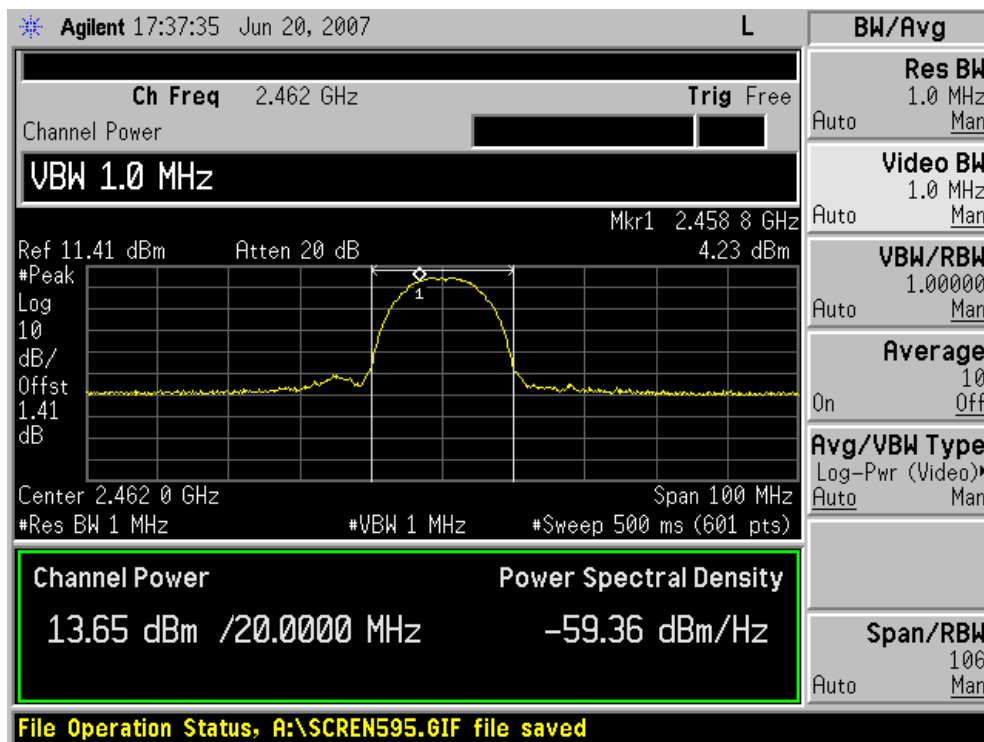 Agilent 17:37:35 Jun 20, 2007 L
BW/Avg
Ch Freq 2.462 GHz Trig Free
Channel Power
VBW 1.0 MHz
Mkr1 2.458 8 GHz
Ref 11.41 dBm Atten 20 dB 4.23 dBm
#Peak
Log
10
dB/
Offst
1.41
dB
1
Center 2.462 0 GHz Span 100 MHz
#Res BW 1 MHz #VBW 1 MHz #Sweep 500 ms (601 pts)
Channel Power Power Spectral Density
13.65 dBm /20.0000 MHz -59.36 dBm/Hz
Res BW
1.0 MHz
Auto Man
Video BW
1.0 MHz
Auto Man
VBW/RBW
1.00000
Auto Man
Average
10
On Off
Avg/VBW Type
Log-Pwr (Video)
Auto Man
Span/RBW
106
Auto Man
File Operation Status, A:\SCREN595.GIF file saved